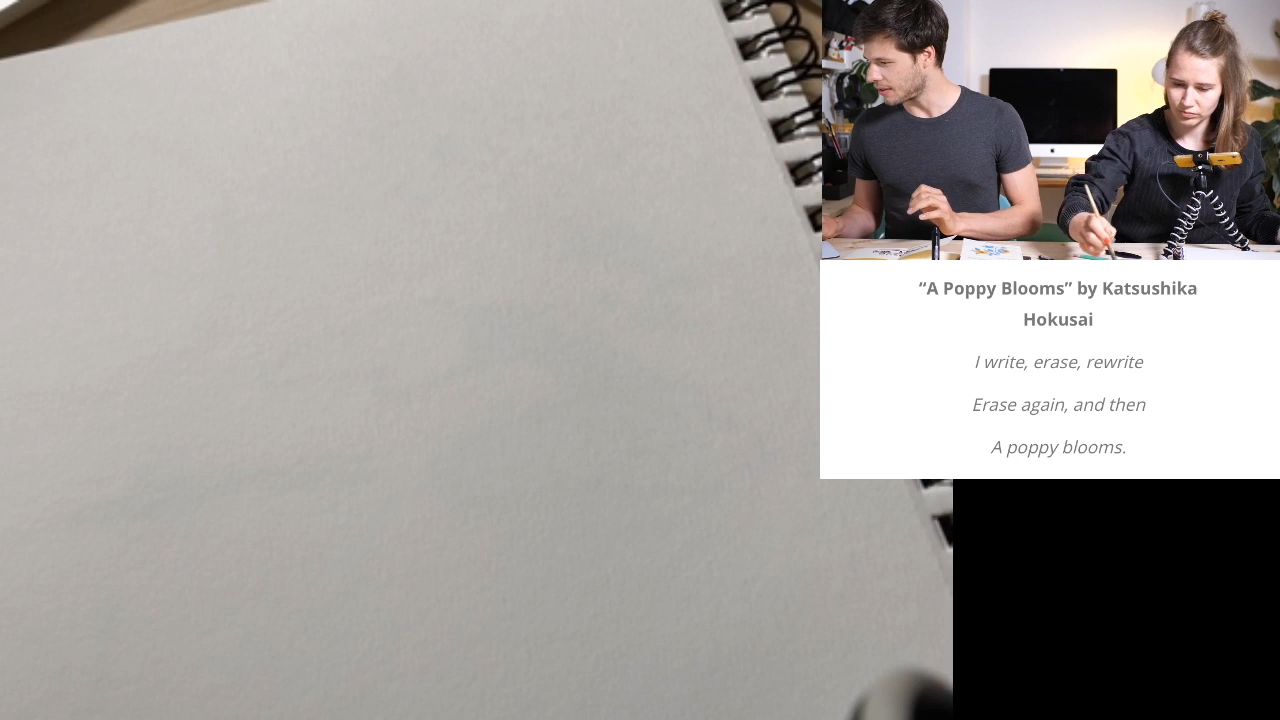 “A Poppy Blooms” by Katsushika
Hokusai
I write, erase, rewrite
Erase again, and then
A poppy blooms.